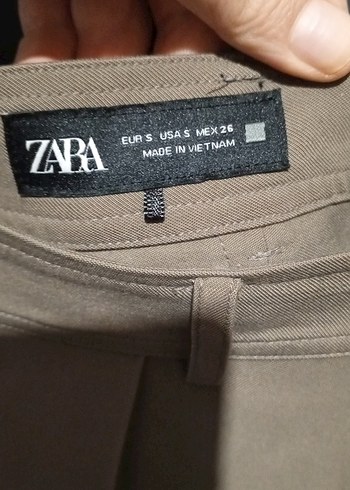 ZARA
EUR S USA S MEX 26
MADE IN VIETNAM